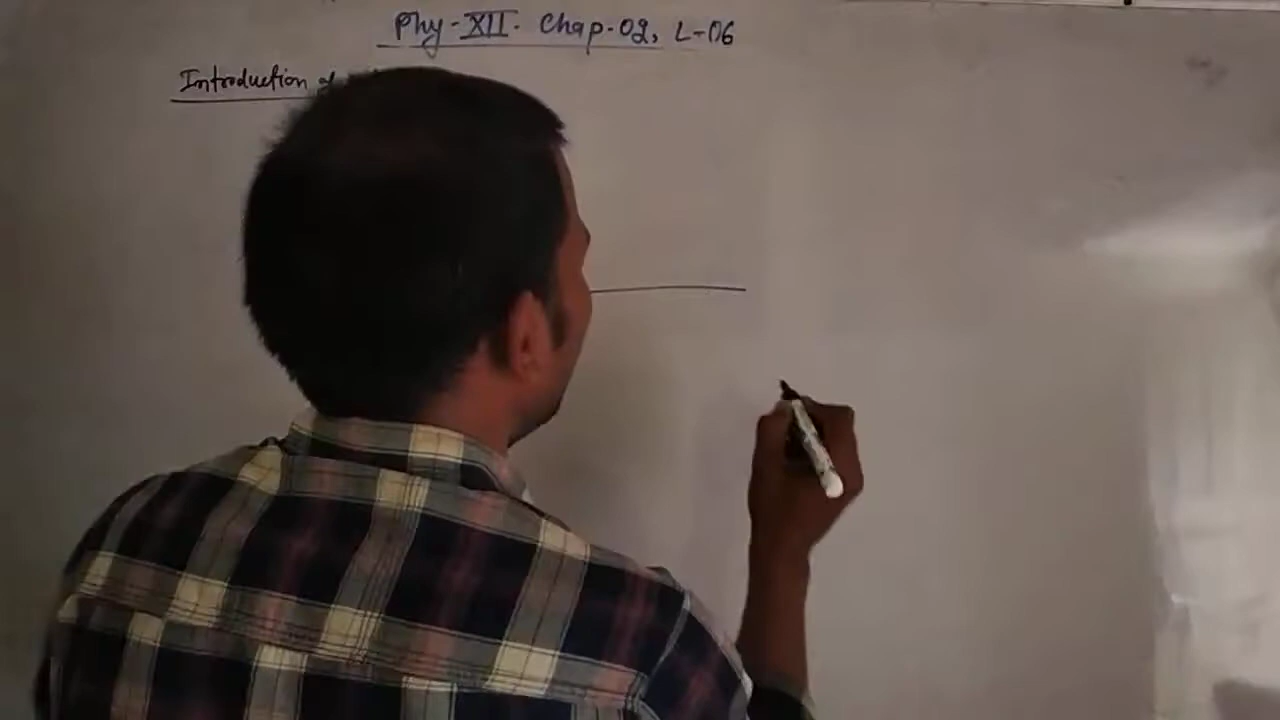 Phy-XII. Chap-02, L-06
Introduction of